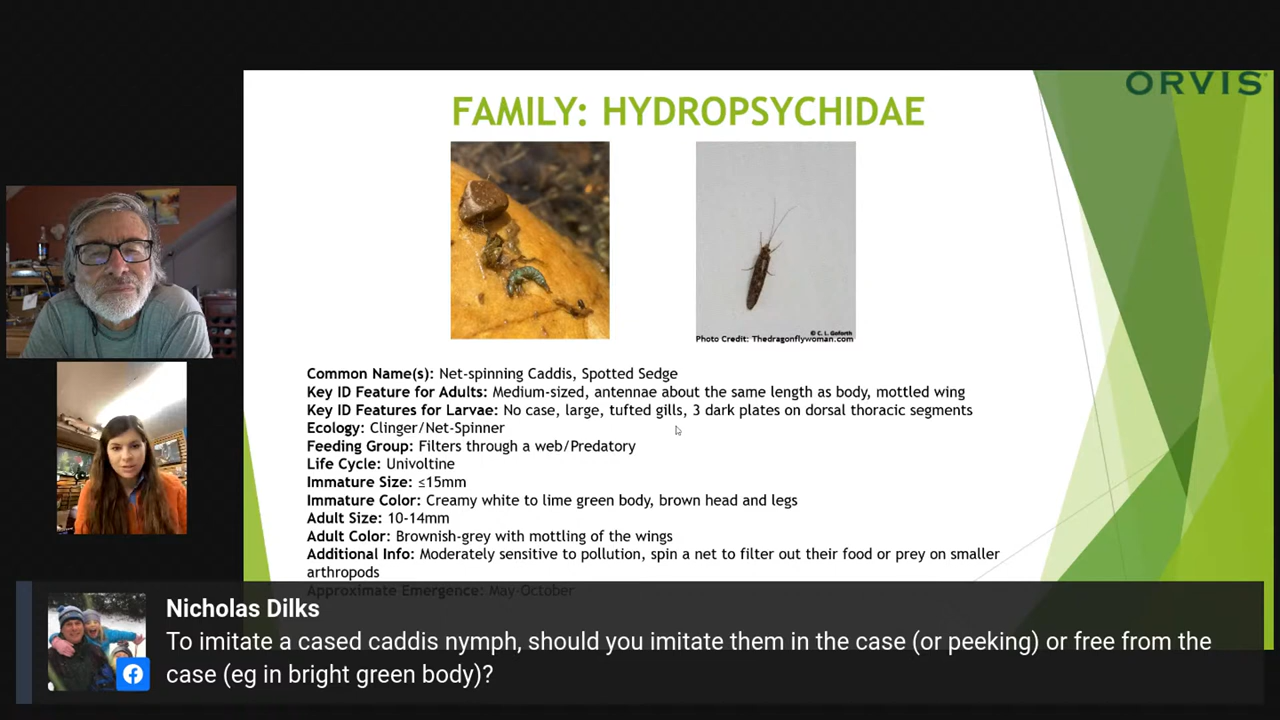 ORVIS
FAMILY: HYDROPSYCHIDAE
© C. L. Goforth
Photo Credit: Thedragonflywoman.com
Common Name(s): Net-spinning Caddis, Spotted Sedge
Key ID Feature for Adults: Medium-sized, antennae about the same length as body, mottled wing
Key ID Features for Larvae: No case, large, tufted gills, 3 dark plates on dorsal thoracic segments
Ecology: Clinger/Net-Spinner
Feeding Group: Filters through a web/Predatory
Life Cycle: Univoltine
Immature Size: ≤15mm
Immature Color: Creamy white to lime green body, brown head and legs
Adult Size: 10-14mm
Adult Color: Brownish-grey with mottling of the wings
Additional Info: Moderately sensitive to pollution, spin a net to filter out their food or prey on smaller
arthropods
Approximate Emergence: May-October
Nicholas Dilks
To imitate a cased caddis nymph, should you imitate them in the case (or peeking) or free from the
case (eg in bright green body)?